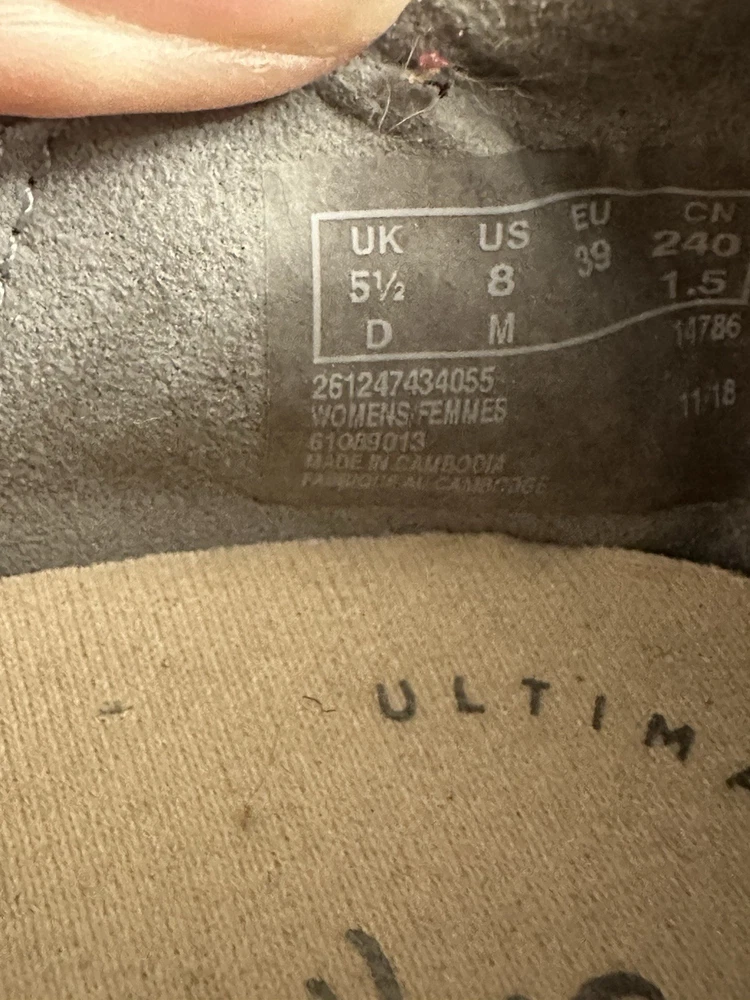 UK US EU CN
5½ 8 39 240
D M 1.5
14786
261247434055
WOMENS/FEMMES 11 18
61089013
MADE IN CAMBODIA
FABRIQUE AU CAMBODGE
ULTIMA